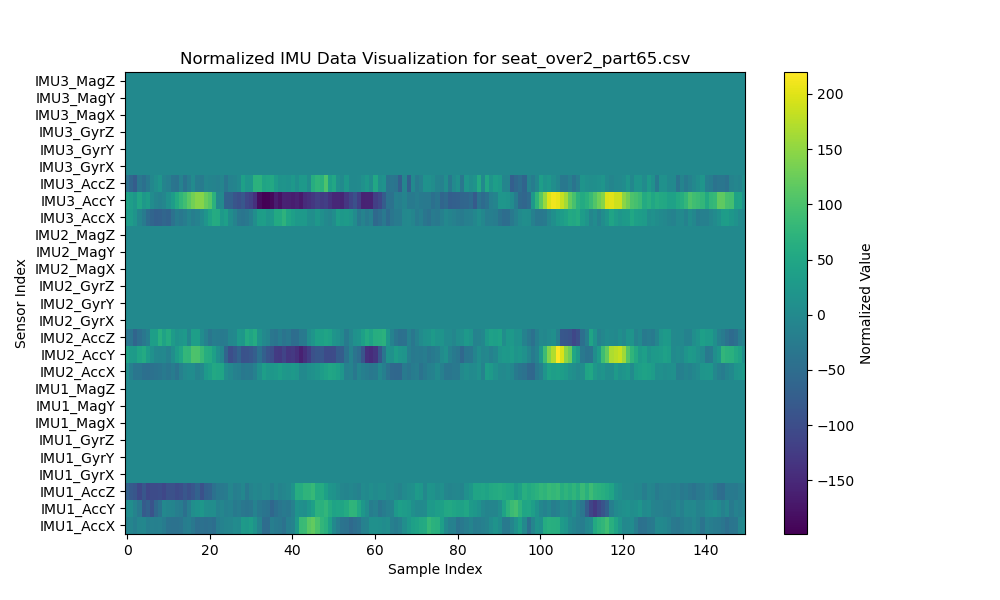 Normalized IMU Data Visualization for seat_over2_part65.csv
IMU3_MagZ
IMU3_MagY
IMU3_MagX
IMU3_GyrZ
IMU3_GyrY
IMU3_GyrX
IMU3_AccZ
IMU3_AccY
IMU3_AccX
IMU2_MagZ
IMU2_MagY
IMU2_MagX
IMU2_GyrZ
IMU2_GyrY
IMU2_GyrX
IMU2_AccZ
IMU2_AccY
IMU2_AccX
IMU1_MagZ
IMU1_MagY
IMU1_MagX
IMU1_GyrZ
IMU1_GyrY
IMU1_GyrX
IMU1_AccZ
IMU1_AccY
IMU1_AccX
Sensor Index
0 20 40 60 80 100 120 140
Sample Index
200
150
100
50
0
−50
−100
−150
Normalized Value